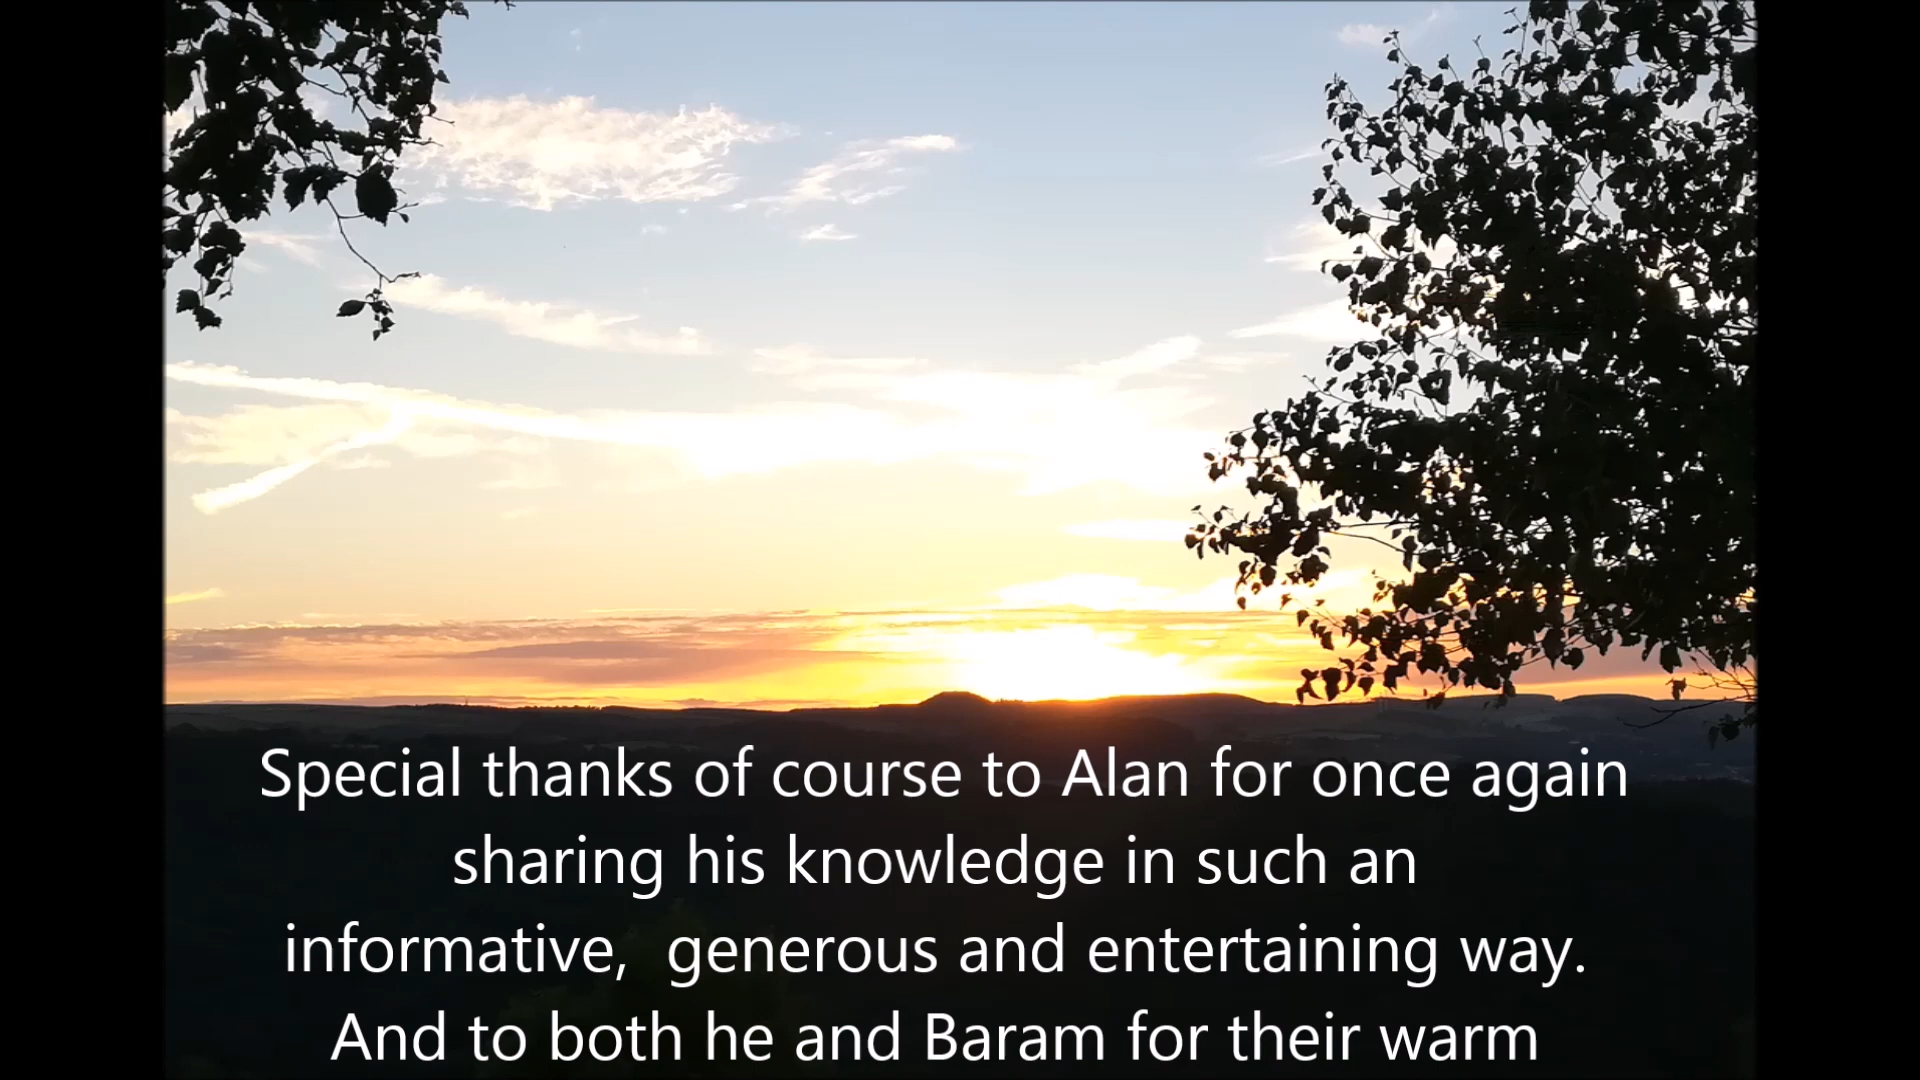 Special thanks of course to Alan for once again
sharing his knowledge in such an
informative,  generous and entertaining way.
And to both he and Baram for their warm